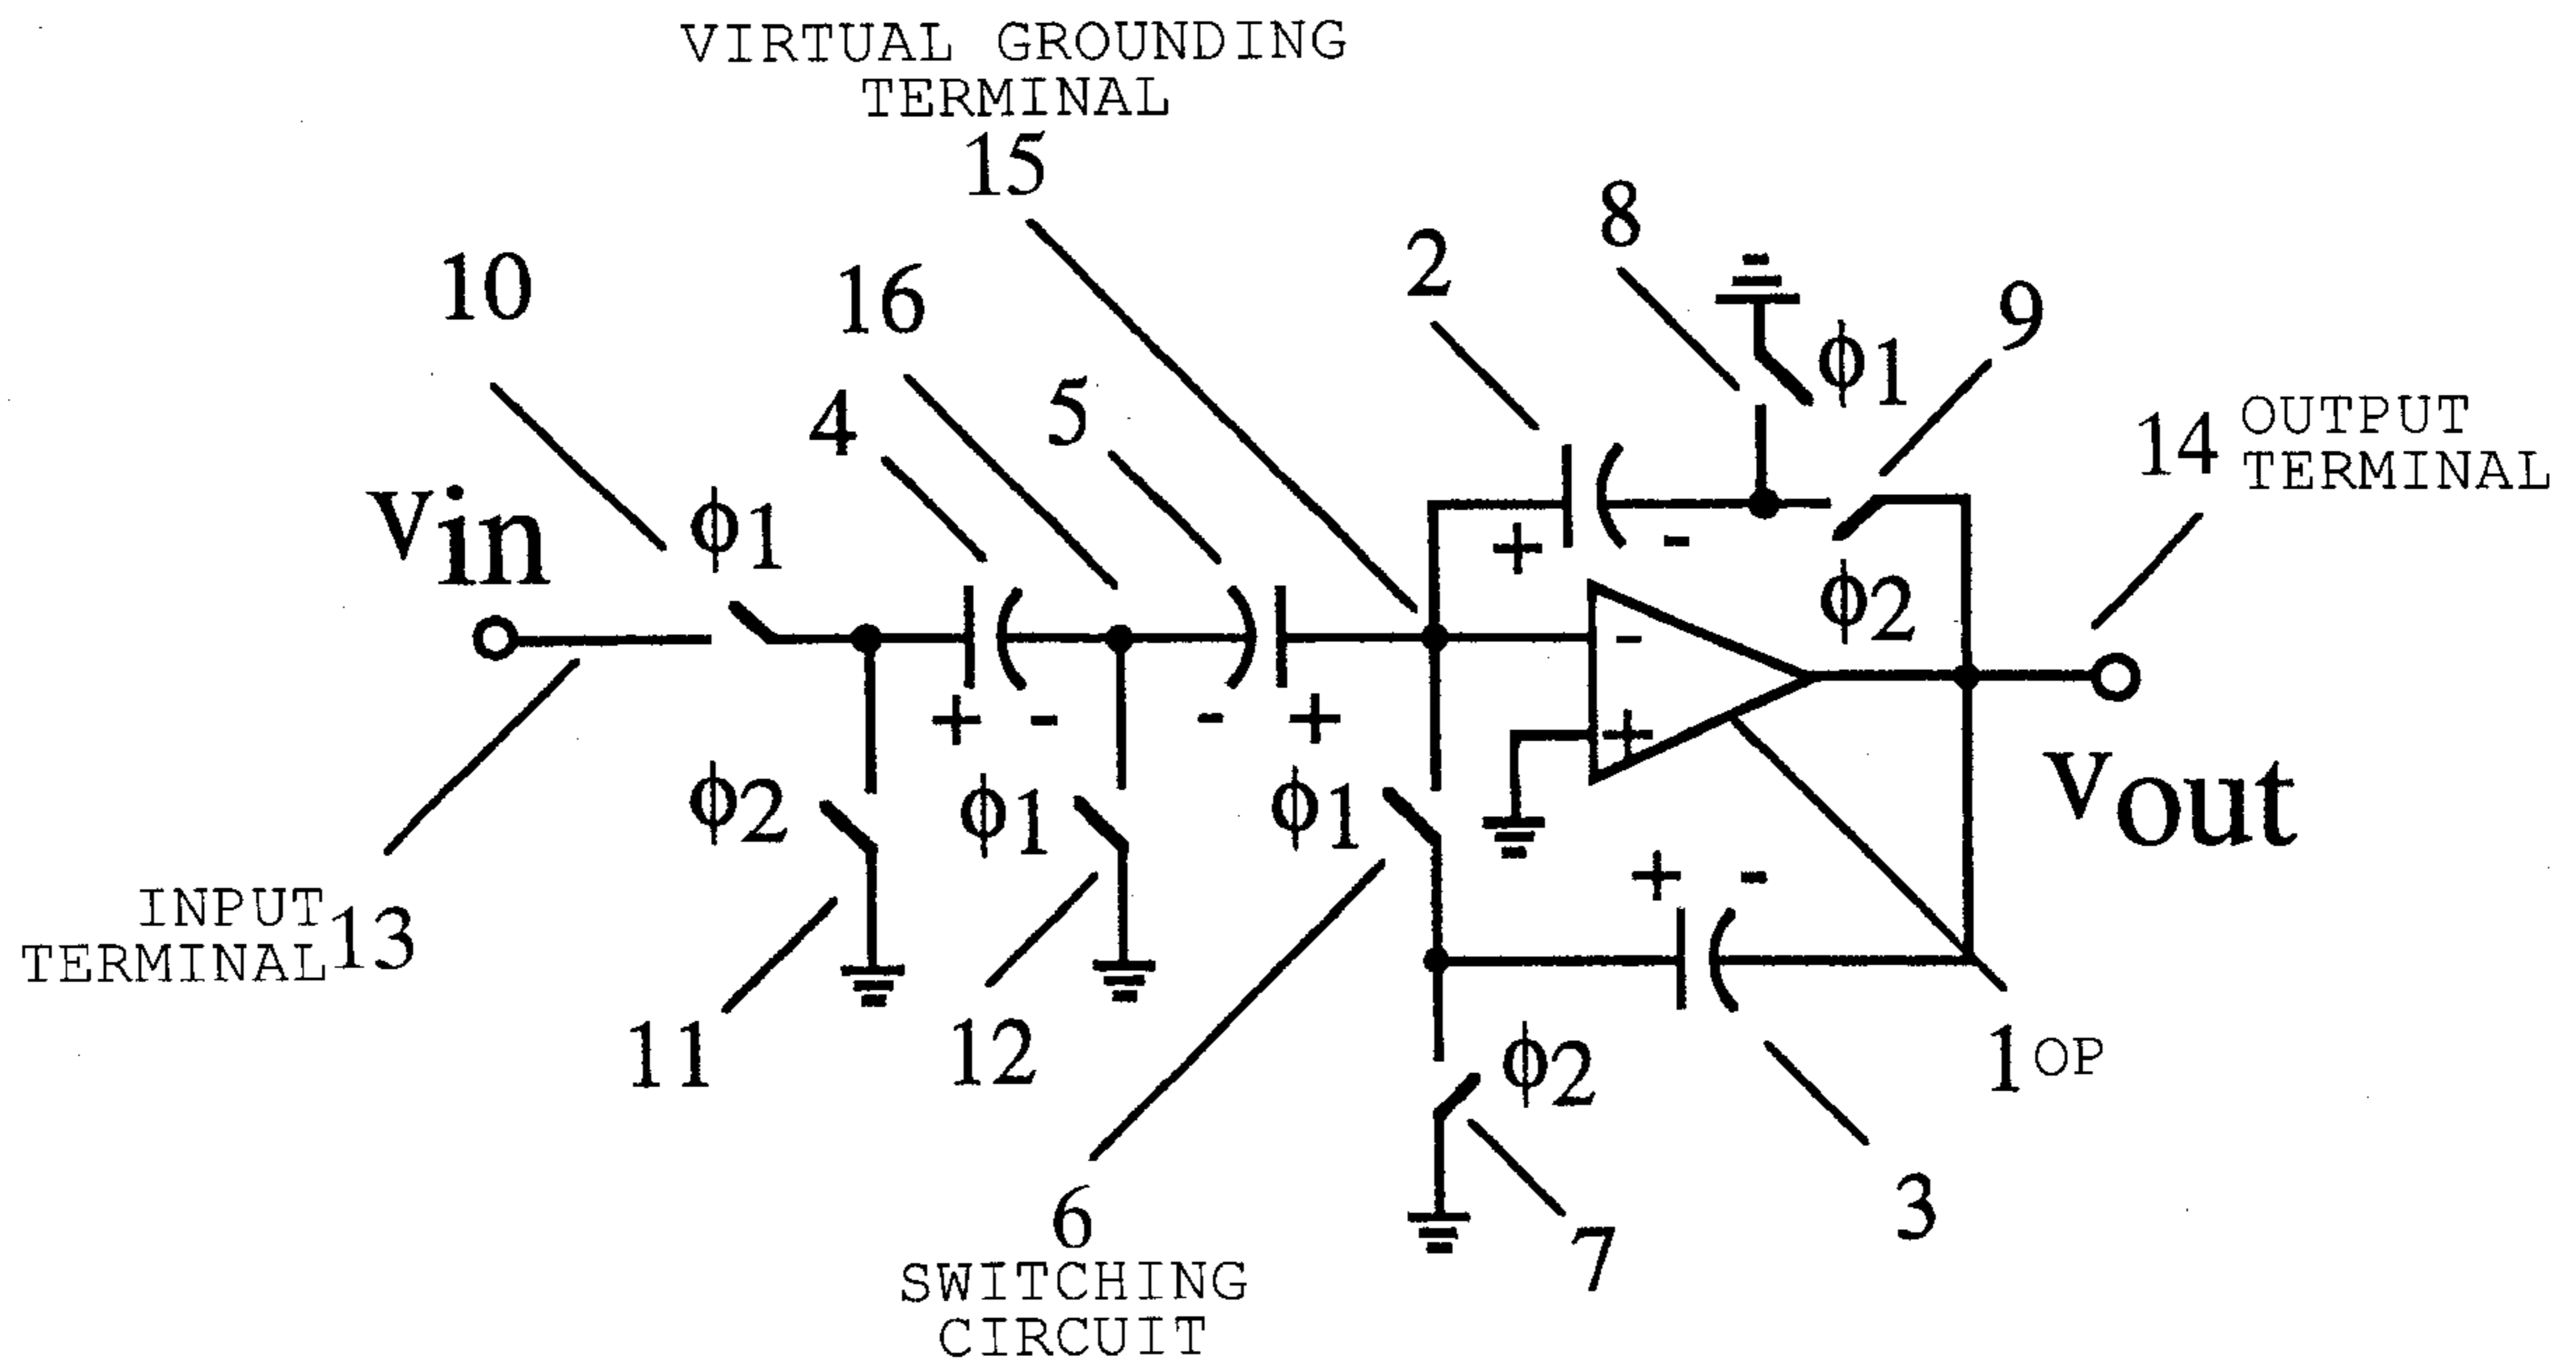 VIRTUAL GROUNDING
TERMINAL
15
8
2
9
10
16
ϕ1
4
5
14 OUTPUT
TERMINAL
Vin
ϕ1
+ -
ϕ2
-
+ - - +
+
Vout
ϕ2
ϕ1
ϕ1
+ -
INPUT
TERMINAL 13
11
12
ϕ2
1 OP
6
SWITCHING
CIRCUIT
7
3